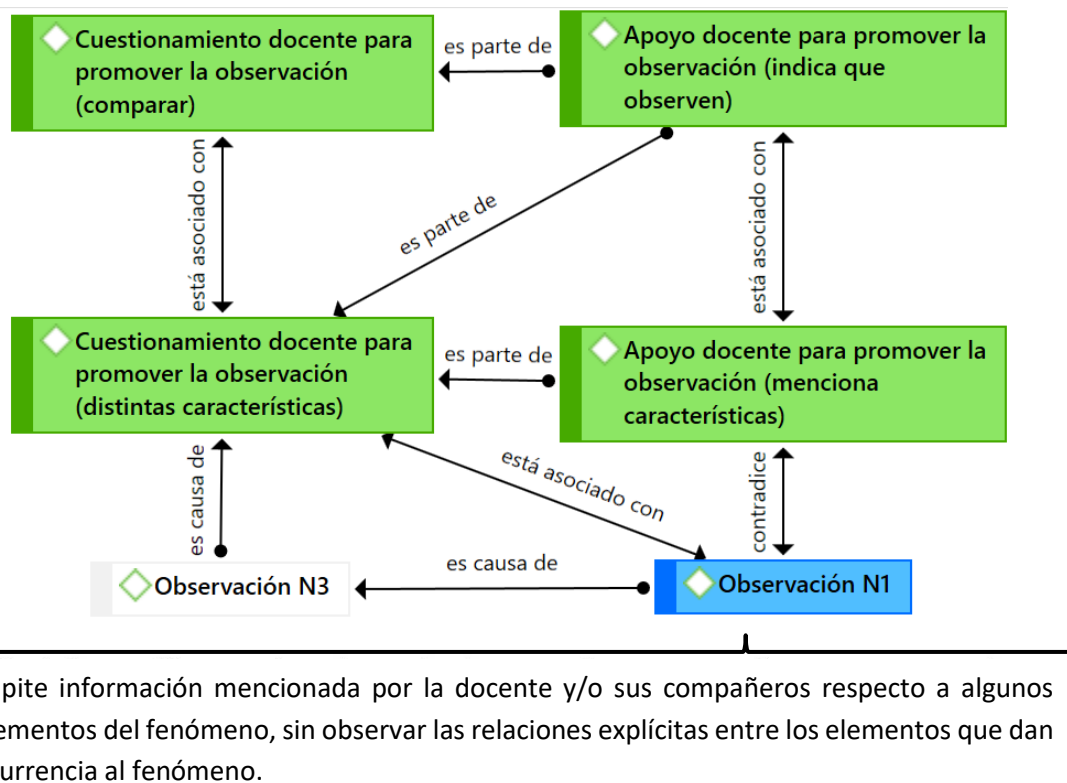 Cuestionamiento docente para
promover la observación
(comparar)
es parte de
Apoyo docente para promover la
observación (indica que
observen)
está asociado con
es parte de
está asociado con
Cuestionamiento docente para
promover la observación
(distintas características)
es parte de
Apoyo docente para promover la
observación (menciona
características)
es causa de
está asociado con
contradice
Observación N3
es causa de
Observación N1
pite información mencionada por la docente y/o sus compañeros respecto a algunos
ementos del fenómeno, sin observar las relaciones explícitas entre los elementos que dan
urrencia al fenómeno.